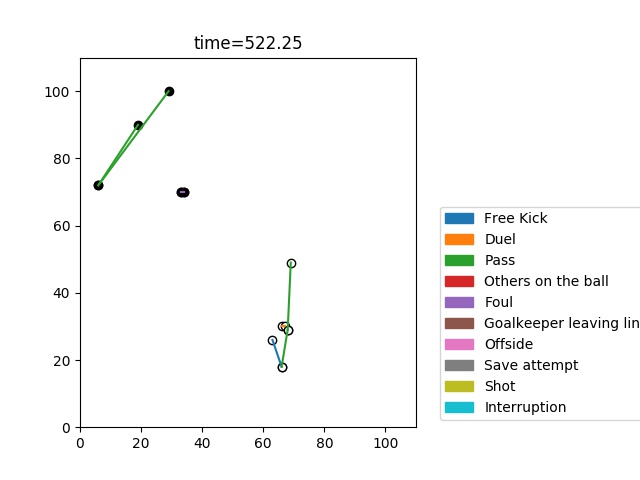 time=522.25
100
80
60
40
20
0
0 20 40 60 80 100
Free Kick
Duel
Pass
Others on the ball
Foul
Goalkeeper leaving lin
Offside
Save attempt
Shot
Interruption